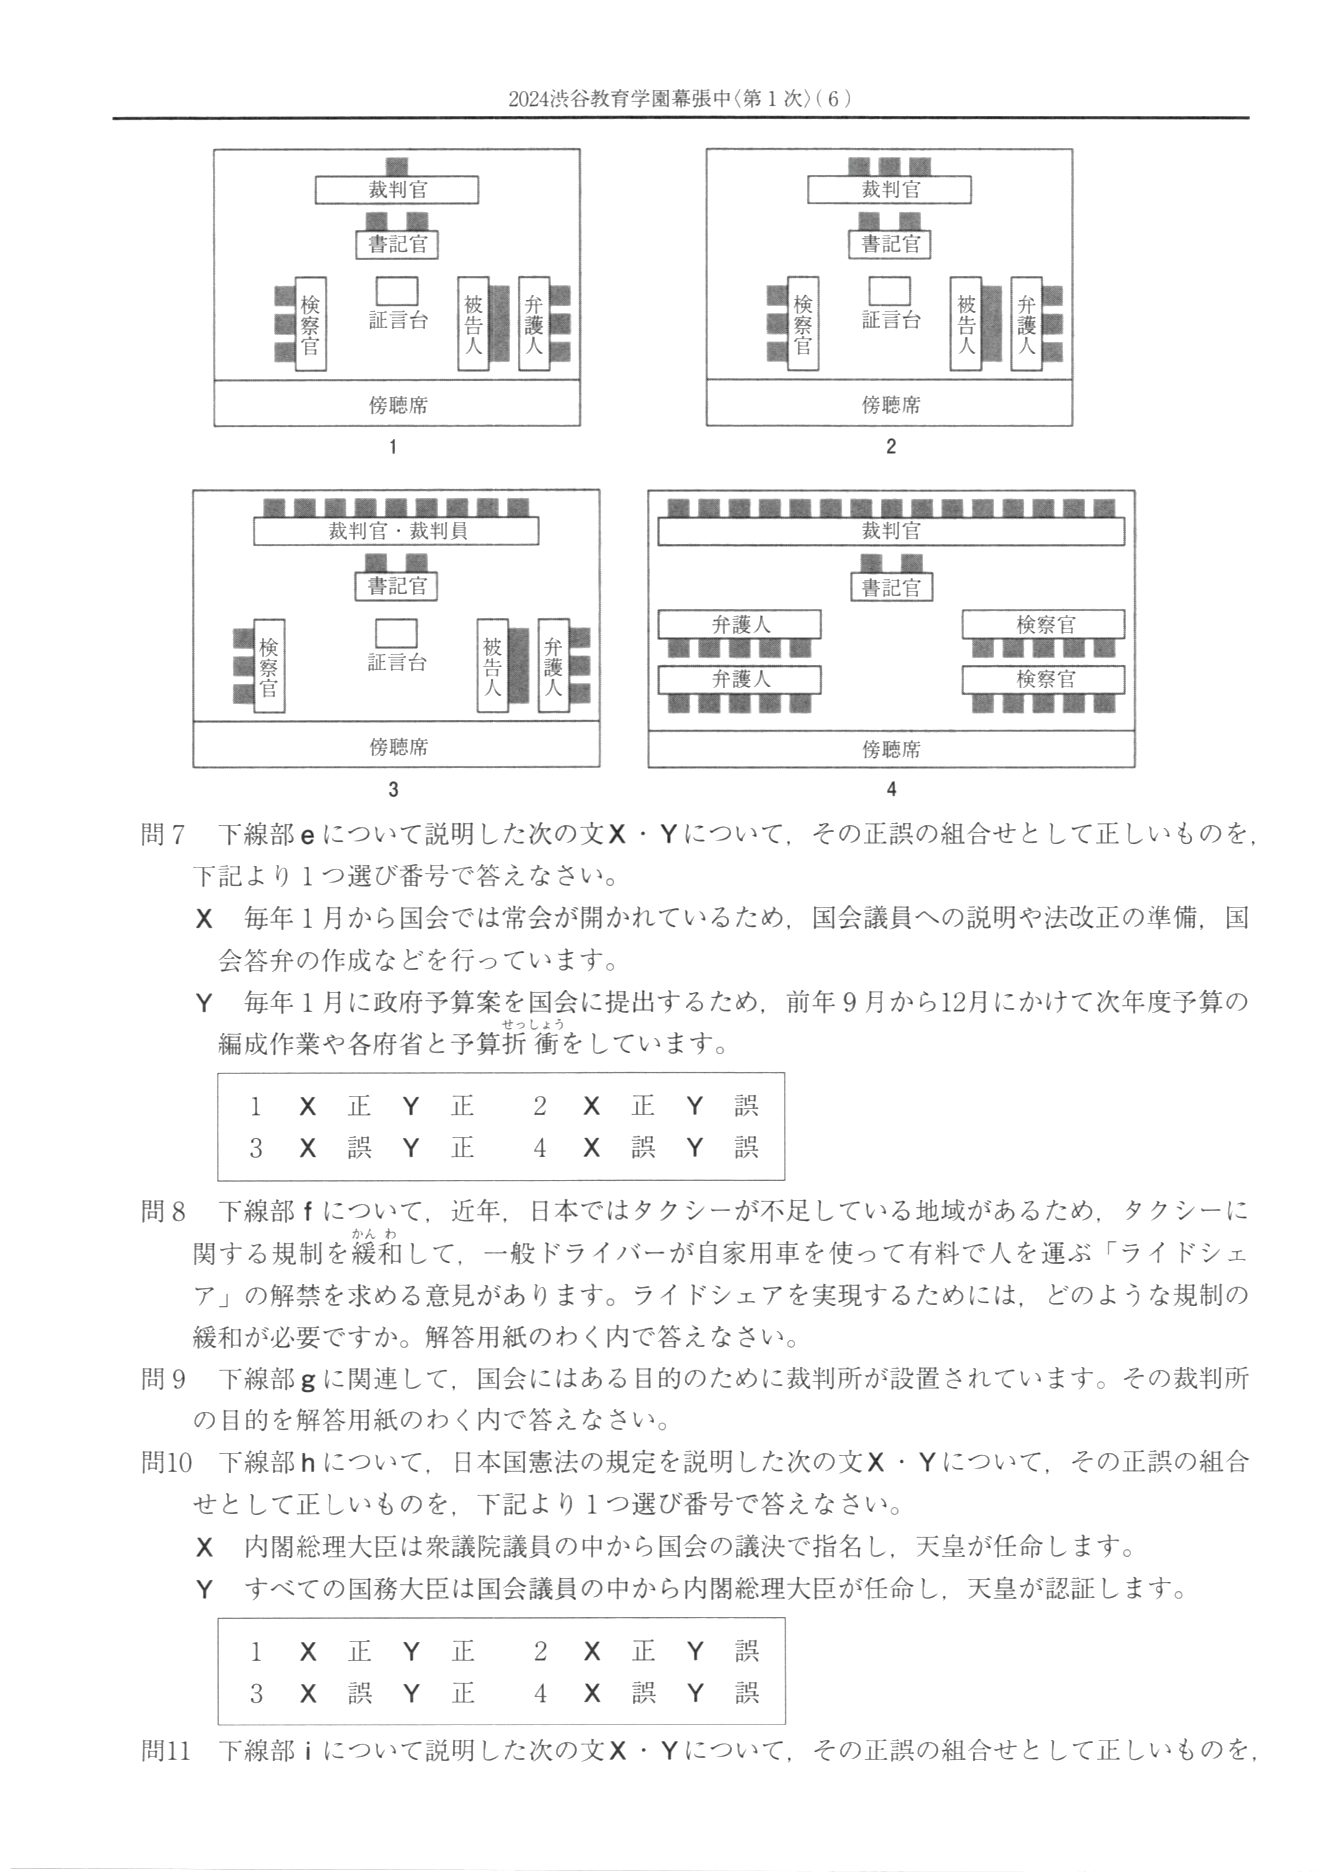 2024渋谷教育学園幕張中〈第1次〉(6)
裁判官
書記官
検察官
証言台
被告人
弁護人
傍聴席
1
裁判官
書記官
検察官
証言台
被告人
弁護人
傍聴席
2
裁判官・裁判員
書記官
検察官
証言台
被告人
弁護人
傍聴席
3
裁判官
書記官
弁護人
検察官
弁護人
検察官
傍聴席
4
問7 下線部eについて説明した次の文X・Yについて，その正誤の組合せとして正しいものを，
下記より1つ選び番号で答えなさい。
X 毎年1月から国会では常会が開かれているため，国会議員への説明や法改正の準備，国
会答弁の作成などを行っています。
Y 毎年1月に政府予算案を国会に提出するため，前年9月から12月にかけて次年度予算の
せっしょう
編成作業や各府省と予算折衝をしています。
1 X 正 Y 正 2 X 正 Y 誤
3 X 誤 Y 正 4 X 誤 Y 誤
問8 下線部fについて，近年，日本ではタクシーが不足している地域があるため，タクシーに
かんわ
関する規制を緩和して，一般ドライバーが自家用車を使って有料で人を運ぶ「ライドシェ
ア」の解禁を求める意見があります。ライドシェアを実現するためには，どのような規制の
緩和が必要ですか。解答用紙のわく内で答えなさい。
問9 下線部gに関連して，国会にはある目的のために裁判所が設置されています。その裁判所
の目的を解答用紙のわく内で答えなさい。
問10 下線部hについて，日本国憲法の規定を説明した次の文X・Yについて，その正誤の組合
せとして正しいものを，下記より1つ選び番号で答えなさい。
X 内閣総理大臣は衆議院議員の中から国会の議決で指名し，天皇が任命します。
Y すべての国務大臣は国会議員の中から内閣総理大臣が任命し，天皇が認証します。
1 X 正 Y 正 2 X 正 Y 誤
3 X 誤 Y 正 4 X 誤 Y 誤
問11 下線部iについて説明した次の文X・Yについて，その正誤の組合せとして正しいものを，